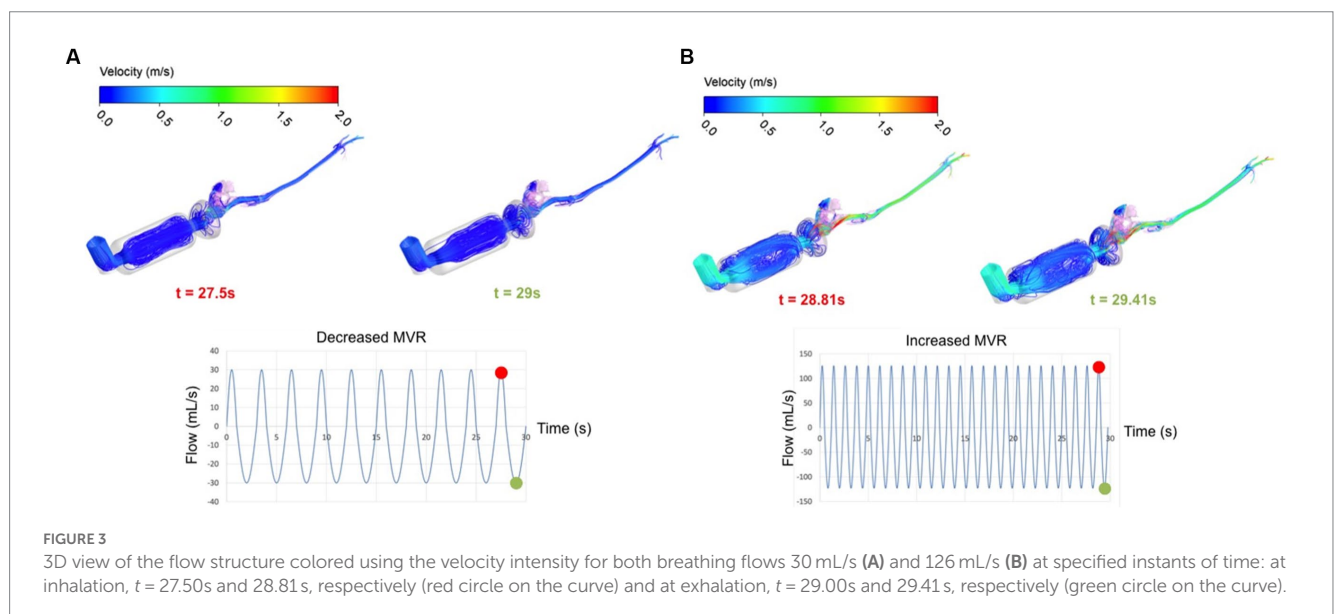 A
Velocity (m/s)
0.0 0.5 1.0 1.5 2.0
t = 27.5s
t = 29s
Decreased MVR
Flow (mL/s)
40
30
20
10
0
-10
-20
-30
-40
0 5 10 15 20 25 30
Time (s)
B
Velocity (m/s)
0.0 0.5 1.0 1.5 2.0
t = 28.81s
t = 29.41s
Increased MVR
Flow (mL/s)
150
100
50
0
-50
-100
-150
0 5 10 15 20 25 30
Time (s)
FIGURE 3
3D view of the flow structure colored using the velocity intensity for both breathing flows 30 mL/s (A) and 126 mL/s (B) at specified instants of time: at
inhalation, t = 27.50s and 28.81s, respectively (red circle on the curve) and at exhalation, t = 29.00s and 29.41s, respectively (green circle on the curve).